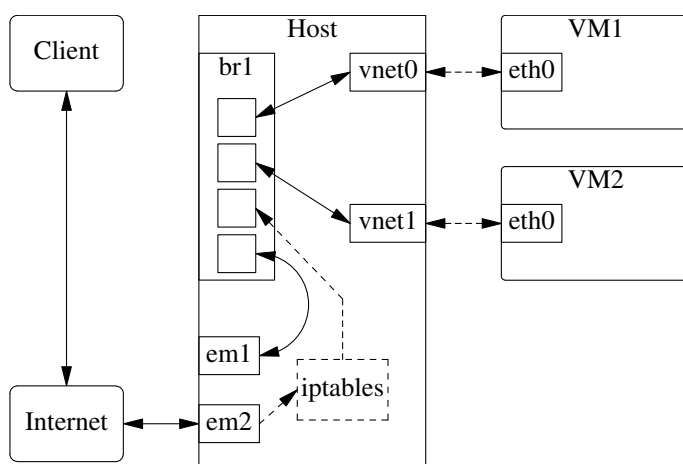 Host
VM1
Client
br1
vnet0
eth0
VM2
vnet1
eth0
em1
iptables
Internet
em2